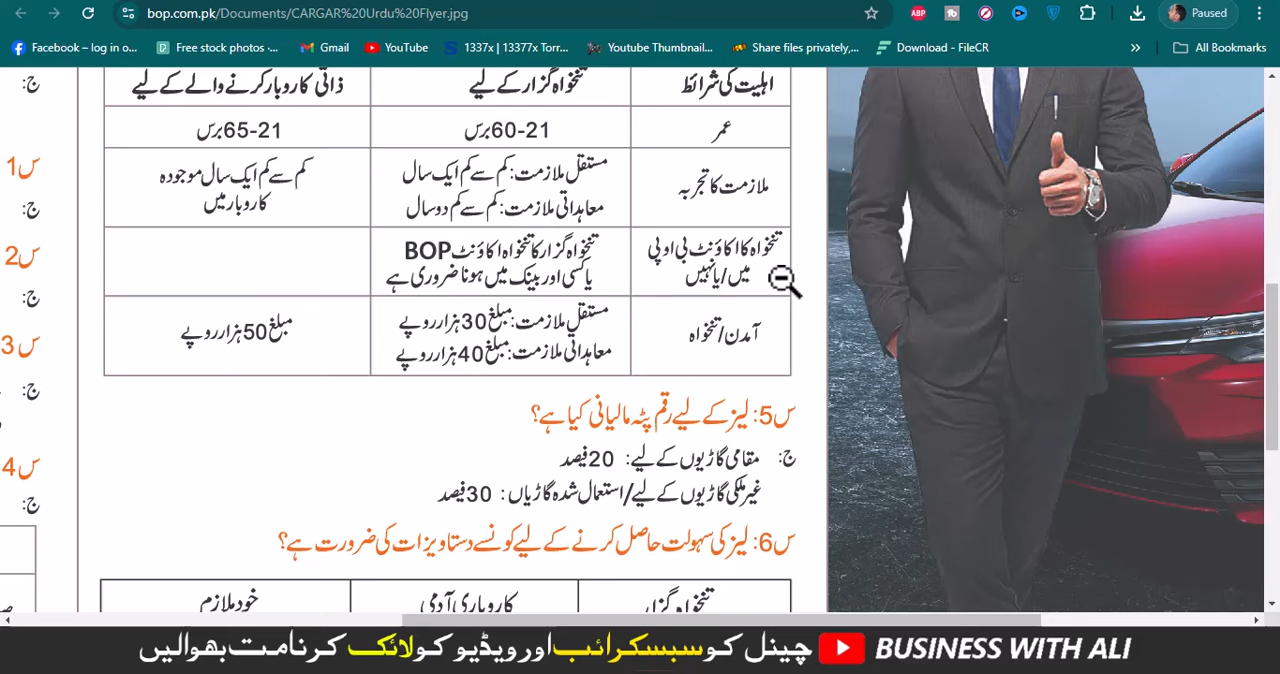 bop.com.pk/Documents/CARGAR%20Urdu%20Flyer.jpg
ABP
Paused
Facebook – log in o...
Free stock photos -...
Gmail
YouTube
1337x | 13377x Torr...
Youtube Thumbnail...
Share files privately,...
Download - FileCR
»
All Bookmarks
اہلیت کی شرائط
تنخواہ گزار کے لیے
ذاتی کاروبار کرنے والے کے لیے
عمر
21-60 برس
21-65 برس
ملازمت کا تجربہ
مستقل ملازمت: کم سے کم ایک سال
معاہداتی ملازمت: کم سے کم دو سال
کم سے کم ایک سال موجودہ
کاروبار میں
تنخواہ کا اکاؤنٹ بی او پی
میں/یا نہیں
تنخواہ گزار کا تنخواہ اکاؤنٹ BOP
یا کسی اور بینک میں ہونا ضروری ہے
آمدن/تنخواہ
مستقل ملازمت: مبلغ 30 ہزار روپے
معاہداتی ملازمت: مبلغ 40 ہزار روپے
مبلغ 50 ہزار روپے
س5: لیز کے لیے رقم پٹہ مالیاتی کیا ہے؟
ج: مقامی گاڑیوں کے لیے: 20 فیصد
غیر ملکی گاڑیوں کے لیے/استعمال شدہ گاڑیاں: 30 فیصد
س6: لیز کی سہولت حاصل کرنے کے لیے کونسے دستاویزات کی ضرورت ہے؟
تنخواہ گزار
کاروباری آدمی
خود ملازم
ج:
س1
ج:
س2
ج:
س3
ج:
س4
ج:
چینل کو سبسکرائب اور ویڈیو کو لائک کرنا مت بھوالیں
BUSINESS WITH ALI